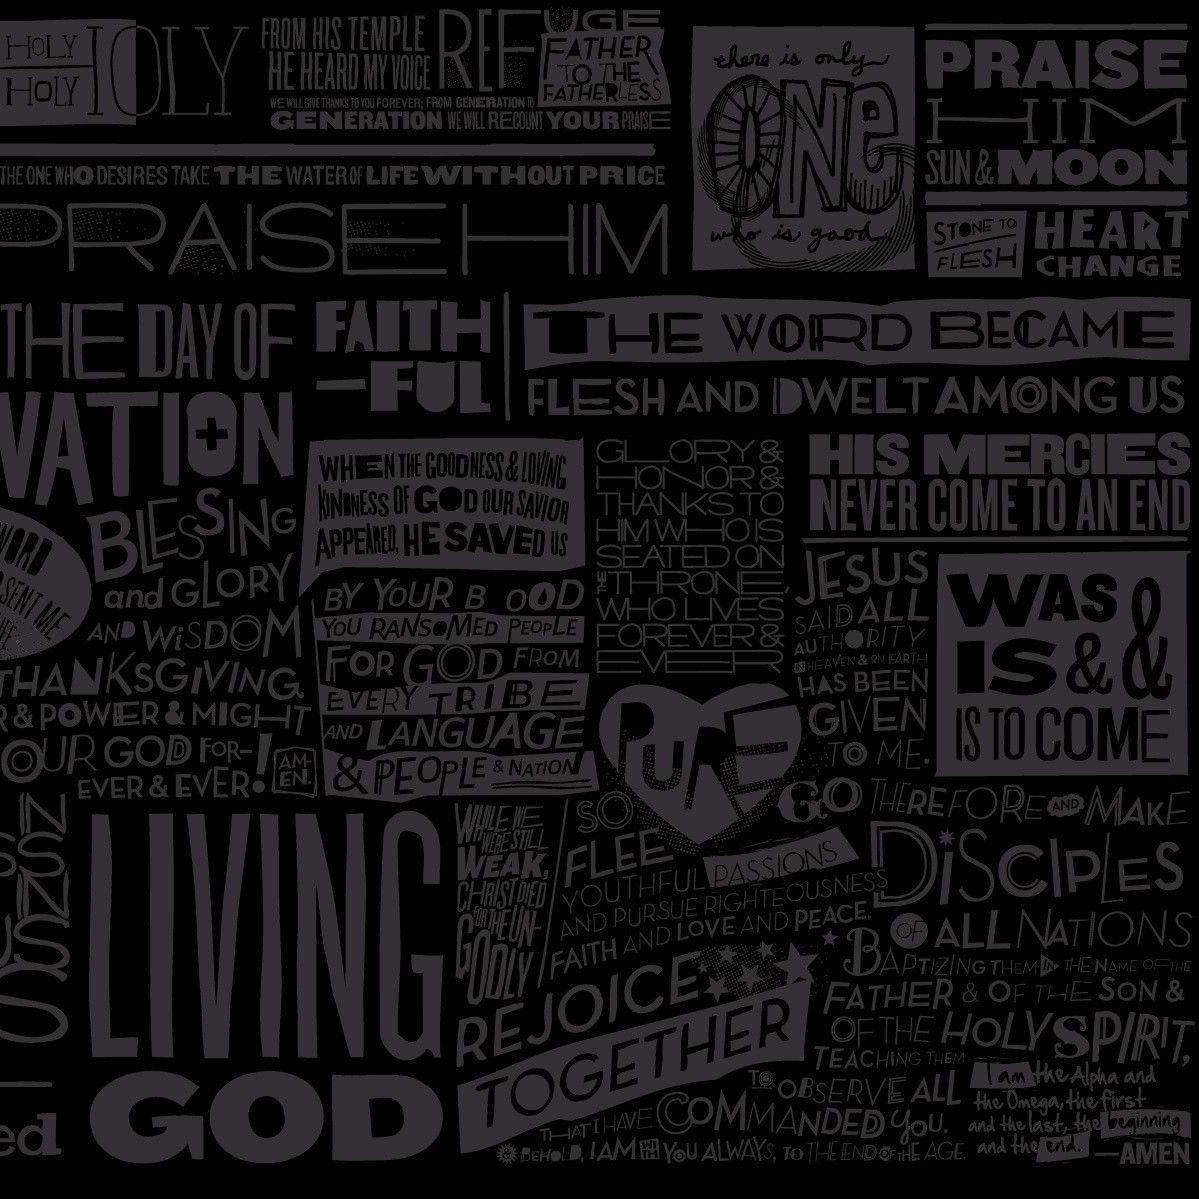 HOLY
HOLY
HOLY
FROM HIS TEMPLE
HE HEARD MY VOICE
REFUGE
FATHER
TO THE
FATHERLESS
WE WILL GIVE THANKS TO YOU FOREVER; FROM GENERATION TO
GENERATION WE WILL RECOUNT YOUR PRAISE
THE ONE WHO DESIRES TAKE THE WATER OF LIFE WITHOUT PRICE
PRAISE HIM
there is only
ONE
who is good
PRAISE
HIM
SUN & MOON
STONE TO
FLESH
HEART
CHANGE
THE DAY OF
VATION
FAITH
—FUL
THE WORD BECAME
FLESH AND DWELT AMONG US
WORD
SENT ME
BLESSING
and GLORY
AND WISDOM
THANKSGIVING
R & POWER & MIGHT
OUR GOD FOR-
EVER & EVER!
AM-
EN.
WHEN THE GOODNESS & LOVING
KINDNESS OF GOD OUR SAVIOR
APPEARED, HE SAVED US
BY YOUR B OOD
YOU RANSOMED PEOPLE
FOR GOD FROM
EVERY TRIBE
AND LANGUAGE
& PEOPLE & NATION
GLORY &
HONOR &
THANKS TO
HIM WHO IS
SEATED ON
THE THRONE,
WHO LIVES
FOREVER &
EVER
HIS MERCIES
NEVER COME TO AN END
JESUS
SAID ALL
AUTHORITY
IN HEAVEN & ON EARTH
HAS BEEN
GIVEN
TO ME.
WAS &
IS & &
IS TO COME
PURE
SO
FLEE
YOUTHFUL PASSIONS
AND PURSUE RIGHTEOUSNESS
FAITH AND LOVE AND PEACE.
GO THEREFORE AND MAKE
DISCIPLES
OF ALL NATIONS
BAPTIZING THEM IN THE NAME OF THE
FATHER & OF THE SON &
OF THE HOLY SPIRIT,
TEACHING THEM
TO OBSERVE ALL
THAT I HAVE COMMANDED YOU.
& BEHOLD, I AM WITH YOU ALWAYS, TO THE END OF THE AGE.
LIVING
GOD
WHILE WE
WERE STILL
WEAK,
CHRIST DIED
FOR THE UN-
GODLY
REJOICE
TOGETHER
I am the Alpha and
the Omega, the first
and the last, the beginning
and the end.
—AMEN
ed